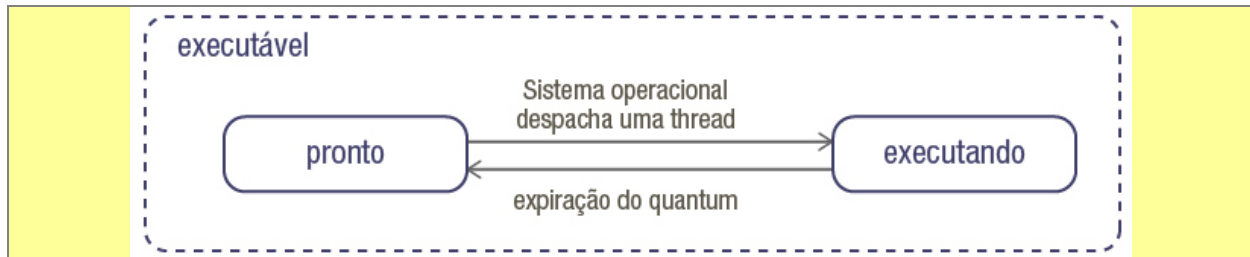 executável
Sistema operacional
despacha uma thread
pronto
executando
expiração do quantum